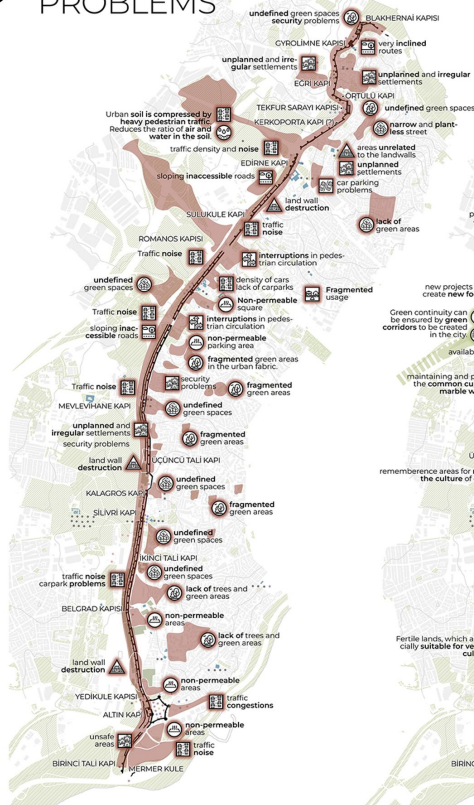 PROBLEMS
undefined green spaces
security problems
BLAKHERNAİ KAPISI
GYROLİMNE KAPISI
very inclined
routes
unplanned and irre-
gular settlements
EĞRİ KAPI
unplanned and irregular
settlements
ÖRTÜLÜ KAPI
TEKFUR SARAYI KAPISI
undefined green spaces
KERKOPORTA KAPI (?)
narrow and plant-
less street
Urban soil is compressed by
heavy pedestrian traffic.
Reduces the ratio of air and
water in the soil.
traffic density and noise
areas unrelated
to the landwalls
EDİRNE KAPI
unplanned
settlements
sloping inaccessible roads
car parking
problems
land wall
destruction
SULUKULE KAPI
traffic
noise
lack of
green areas
ROMANOS KAPISI
Traffic noise
interruptions in pedes-
trian circulation
undefined
green spaces
density of cars
lack of carparks
Fragmented
usage
Non-permeable
square
Traffic noise
interruptions in pedes-
trian circulation
sloping inac-
cessible roads
non-permeable
parking area
fragmented green areas
in the urban fabric.
Traffic noise
security
problems
fragmented
green areas
MEVLEVİHANE KAPI
undefined
green spaces
unplanned and
irregular settlements
security problems
fragmented
green areas
land wall
destruction
ÜÇÜNCÜ TALİ KAPI
undefined
green spaces
KALAGROS KAPI
fragmented
green areas
SİLİVRİ KAPI
undefined
green spaces
İKİNCİ TALİ KAPI
undefined
green spaces
traffic noise
carpark problems
lack of trees and
green areas
BELGRAD KAPISI
non-permeable
areas
lack of trees and
green areas
land wall
destruction
non-permeable
areas
YEDİKULE KAPISI
traffic
congestions
ALTIN KAPI
non-permeable
areas
unsafe
areas
traffic
noise
BİRİNCİ TALİ KAPI
MERMER KULE
new projects
create new fo
Green continuity can
be ensured by green
corridors to be created
in the city.
availab
maintaining and p
the common cu
marble w
rememberance areas for
the culture of
Fertile lands, which a
cially suitable for ve
cul
BİRİNC